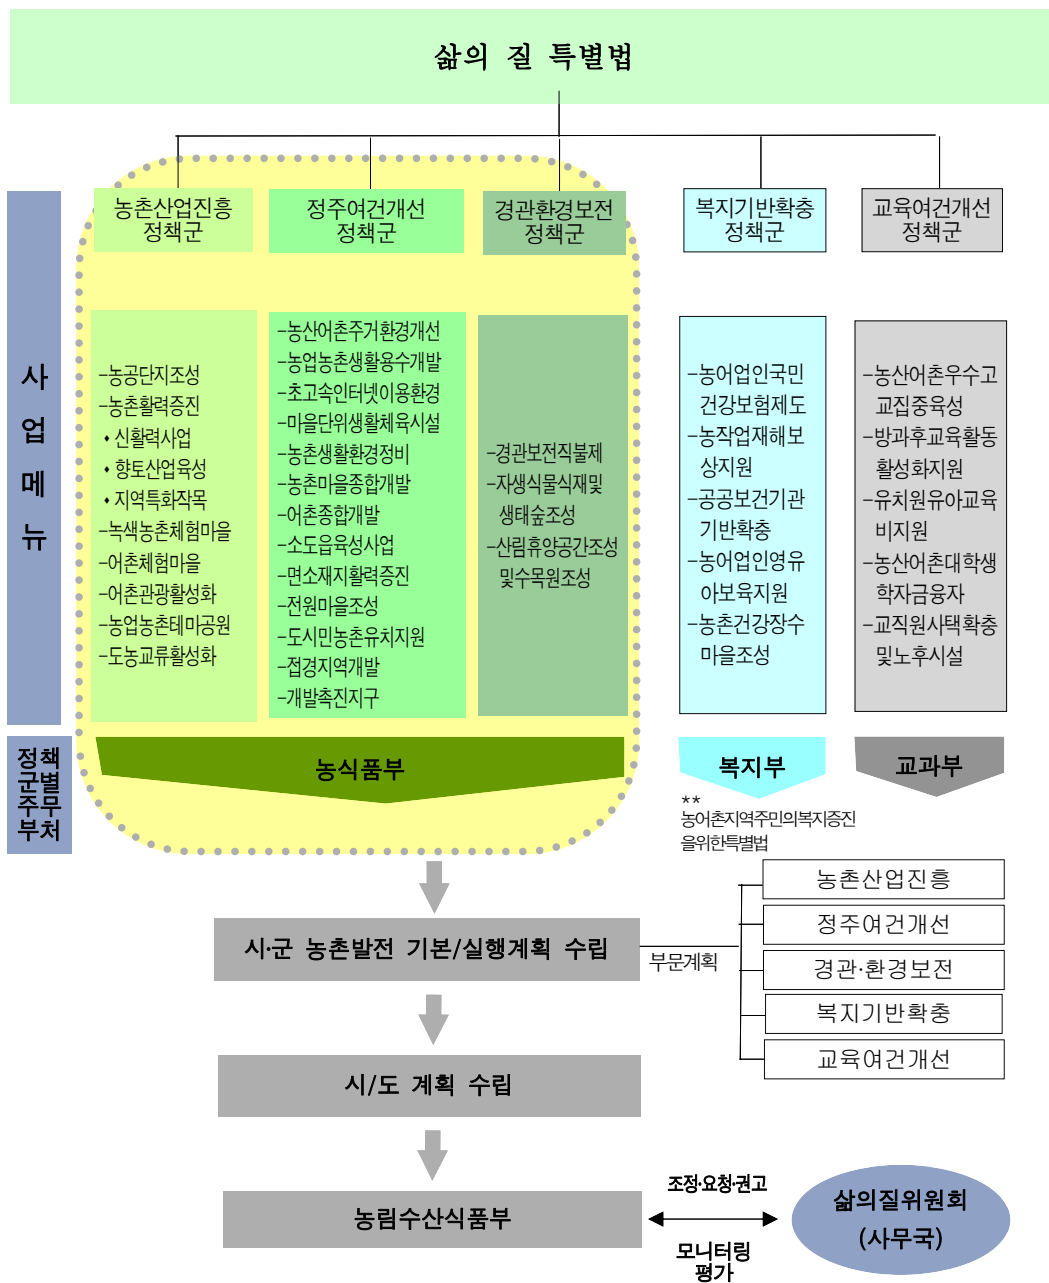 삶의 질 특별법
농촌산업진흥
정책군
정주여건개선
정책군
경관환경보전
정책군
복지기반확충
정책군
교육여건개선
정책군
사
업
메
뉴
-농공단지조성
-농촌활력증진
⬩신활력사업
⬩향토산업육성
⬩지역특화작목
-녹색농촌체험마을
-어촌체험마을
-어촌관광활성화
-농업농촌테마공원
-도농교류활성화
-농산어촌주거환경개선
-농업농촌생활용수개발
-초고속인터넷이용환경
-마을단위생활체육시설
-농촌생활환경정비
-농촌마을종합개발
-어촌종합개발
-소도읍육성사업
-면소재지활력증진
-전원마을조성
-도시민농촌유치지원
-접경지역개발
-개발촉진지구
-경관보전직불제
-자생식물식재및
생태숲조성
-산림휴양공간조성
및수목원조성
-농어업인국민
건강보험제도
-농작업재해보
상지원
-공공보건기관
기반확충
-농어업인영유
아보육지원
-농촌건강장수
마을조성
-농산어촌우수고
교집중육성
-방과후교육활동
활성화지원
-유치원유아교육
비지원
-농산어촌대학생
학자금융자
-교직원사택확충
및노후시설
정책
군별
주무
부처
농식품부
복지부
교과부
**
농어촌지역주민의복지증진
을위한특별법
시·군 농촌발전 기본/실행계획 수립
부문계획
농촌산업진흥
정주여건개선
경관·환경보전
복지기반확충
교육여건개선
시/도 계획 수립
농림수산식품부
조정·요청·권고
모니터링
평가
삶의질위원회
(사무국)